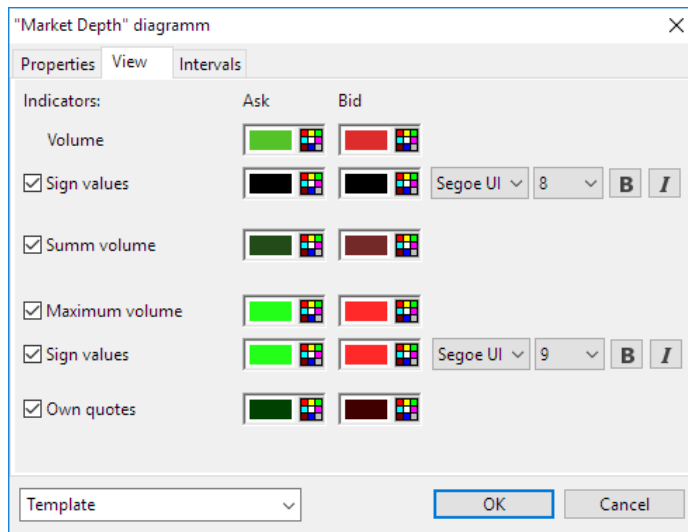 "Market Depth" diagramm
Properties View Intervals
Indicators: Ask Bid
Volume
Sign values Segoe UI 8 B I
Summ volume
Maximum volume
Sign values Segoe UI 9 B I
Own quotes
Template OK Cancel